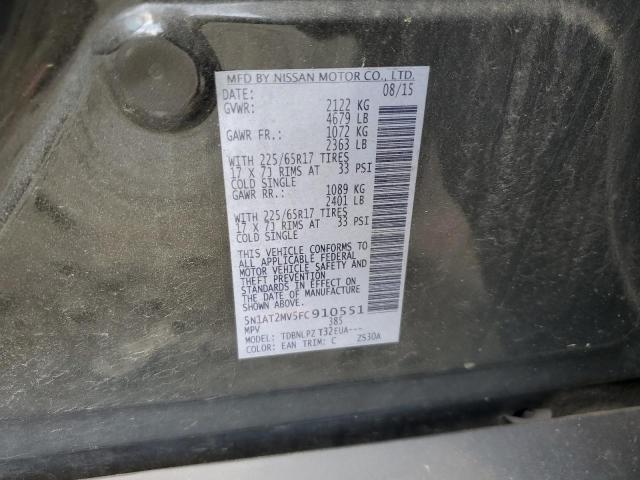 MFD BY NISSAN MOTOR CO., LTD.
DATE: 08/15
GVWR: 2122 KG
4679 LB
GAWR FR.: 1072 KG
2363 LB
WITH 225/65R17 TIRES
17 X 7J RIMS AT 33 PSI
COLD SINGLE
GAWR RR.: 1089 KG
2401 LB
WITH 225/65R17 TIRES
17 X 7J RIMS AT 33 PSI
COLD SINGLE
THIS VEHICLE CONFORMS TO
ALL APPLICABLE FEDERAL
MOTOR VEHICLE SAFETY AND
THEFT PREVENTION
STANDARDS IN EFFECT ON
THE DATE OF MANUFACTURE
SHOWN ABOVE.
5N1AT2MV5FC910551
MPV 385
MODEL: TDBNLPZ T32EUA---
COLOR: EAN TRIM: C ZS30A